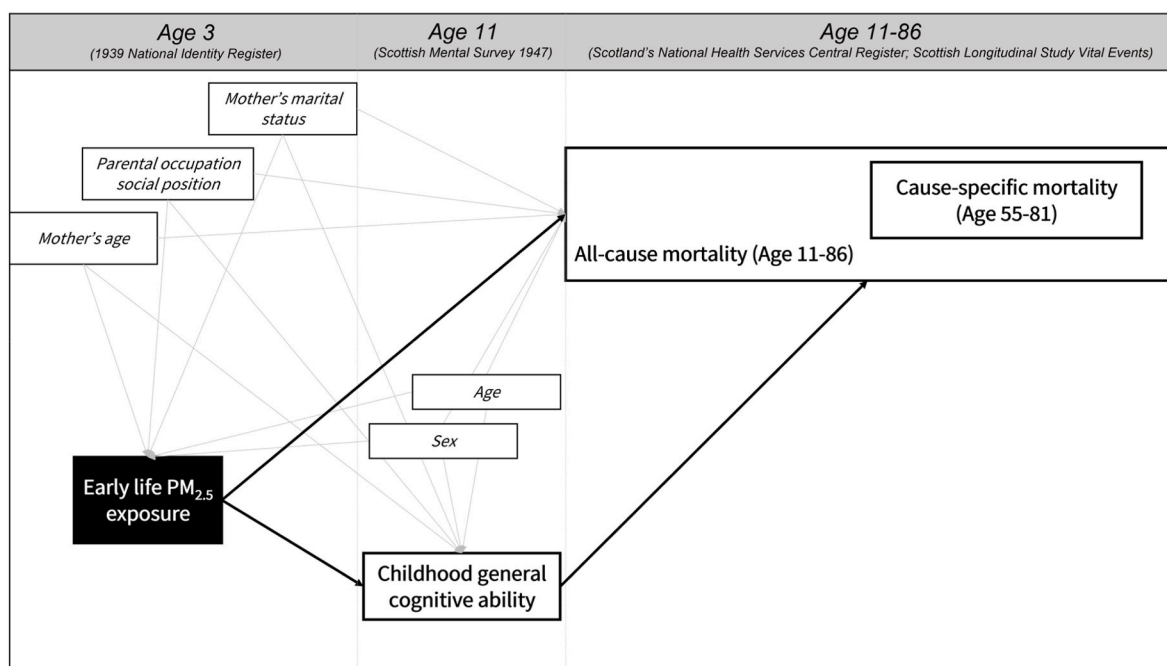 Age 3
(1939 National Identity Register)
Age 11
(Scottish Mental Survey 1947)
Age 11-86
(Scotland's National Health Services Central Register; Scottish Longitudinal Study Vital Events)
Mother's marital
status
Parental occupation
social position
Mother's age
Cause-specific mortality
(Age 55-81)
All-cause mortality (Age 11-86)
Age
Sex
Early life PM2.5
exposure
Childhood general
cognitive ability